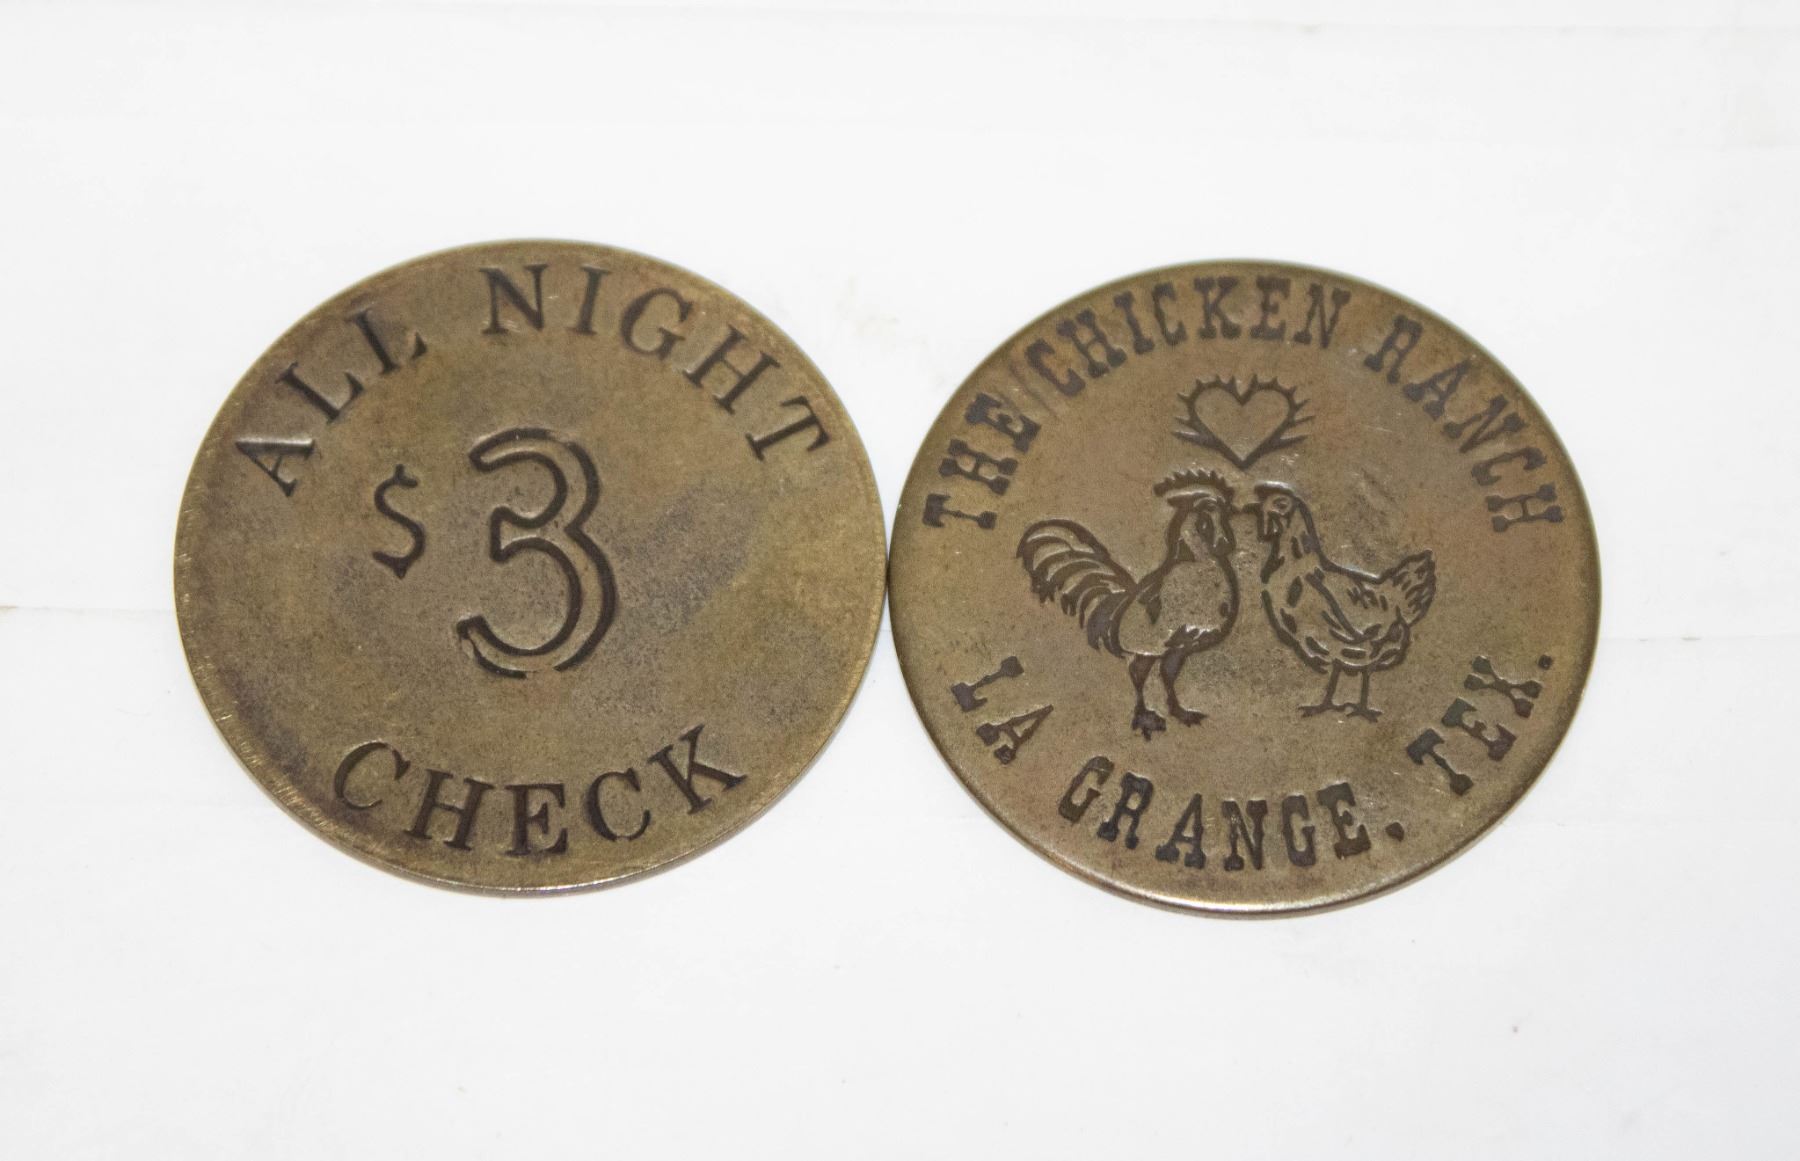 ALL NIGHT
$3
CHECK
THE CHICKEN RANCH
LA GRANGE, TEX.